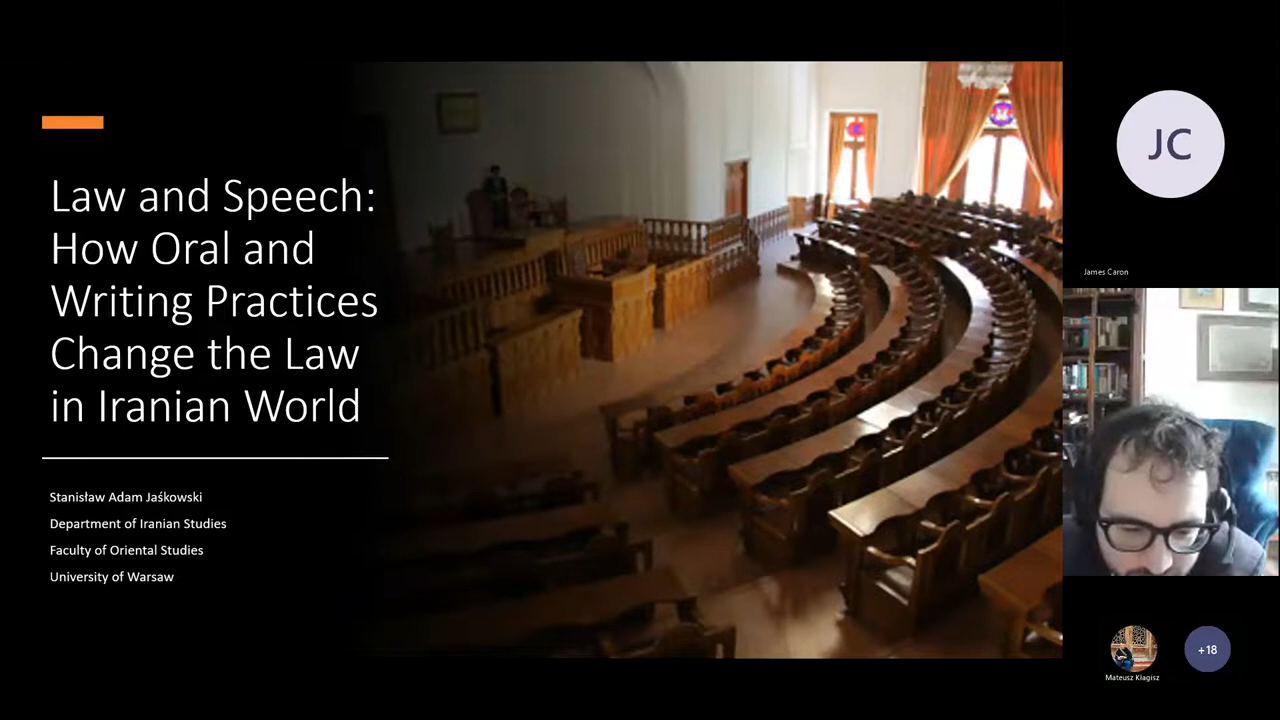 Law and Speech:
How Oral and
Writing Practices
Change the Law
in Iranian World
Stanisław Adam Jaśkowski
Department of Iranian Studies
Faculty of Oriental Studies
University of Warsaw
JC
James Caron
+18
Mateusz Kłagisz